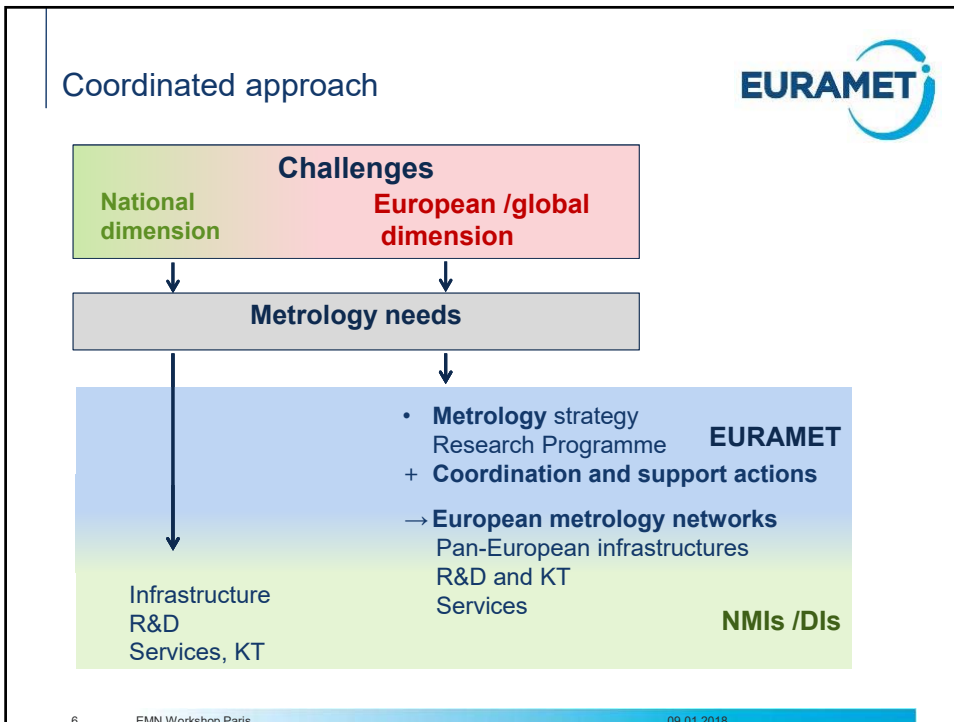 Coordinated approach
EURAMET
Challenges
National
dimension
European /global
dimension
Metrology needs
• Metrology strategy
Research Programme
+ Coordination and support actions
EURAMET
→ European metrology networks
Pan-European infrastructures
R&D and KT
Services
Infrastructure
R&D
Services, KT
NMIs /DIs
6 EMN Workshop Paris 09.01.2018